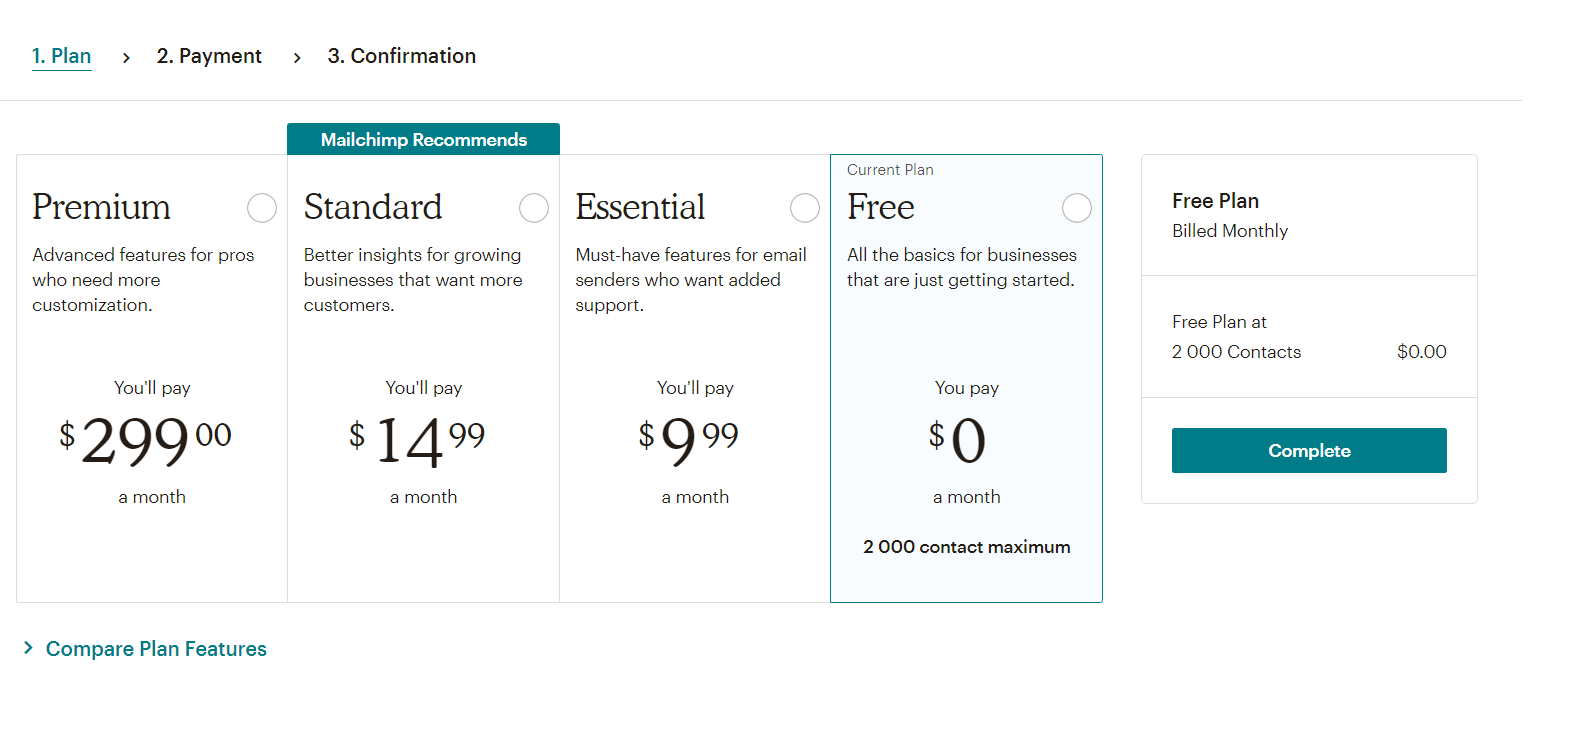 1. Plan > 2. Payment > 3. Confirmation
Mailchimp Recommends
Premium
Advanced features for pros
who need more
customization.
You'll pay
$299 00
a month
Standard
Better insights for growing
businesses that want more
customers.
You'll pay
$14 99
a month
Essential
Must-have features for email
senders who want added
support.
You'll pay
$9 99
a month
Current Plan
Free
All the basics for businesses
that are just getting started.
You pay
$0
a month
2 000 contact maximum
Free Plan
Billed Monthly
Free Plan at
2 000 Contacts $0.00
Complete
> Compare Plan Features